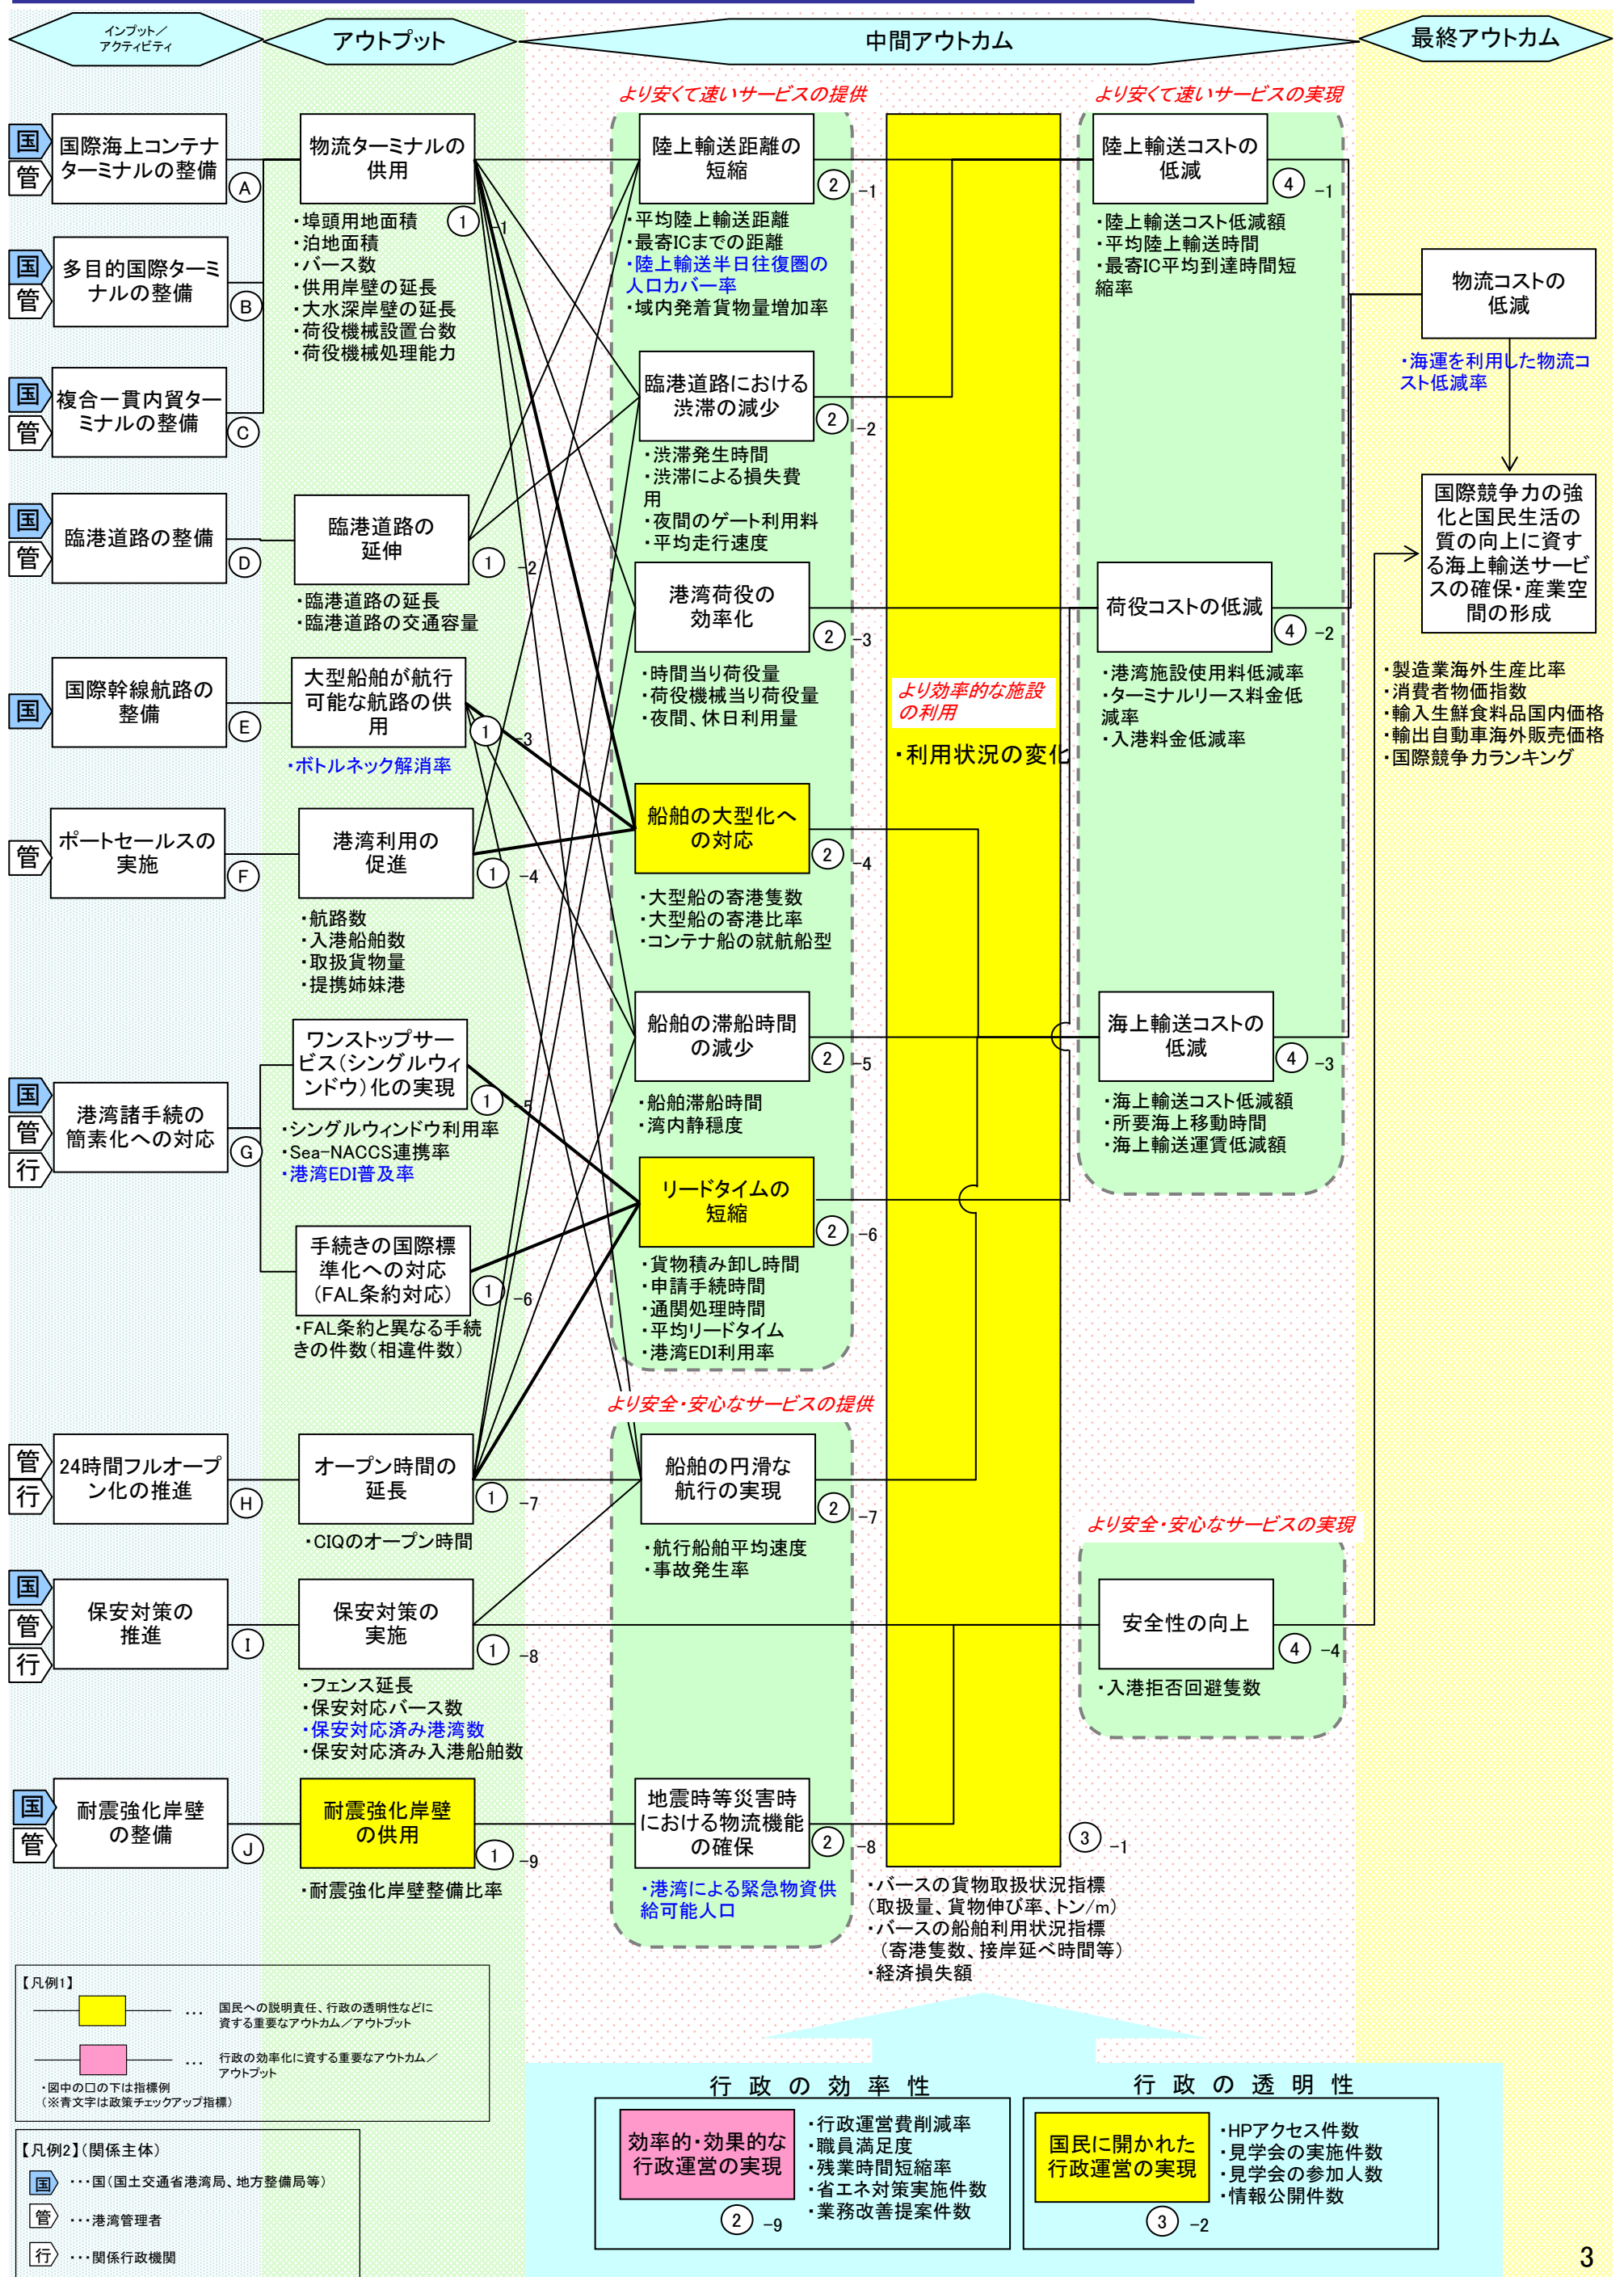 インプット／
アクティビティ
アウトプット
中間アウトカム
最終アウトカム
国
管
国際海上コンテナ
ターミナルの整備
A
国
管
多目的国際ターミ
ナルの整備
B
国
管
複合一貫内貿ター
ミナルの整備
C
国
管
臨港道路の整備
D
国
国際幹線航路の
整備
E
管
ポートセールスの
実施
F
国
管
行
港湾諸手続の
簡素化への対応
G
管
行
24時間フルオープ
ン化の推進
H
国
管
行
保安対策の
推進
I
国
管
耐震強化岸壁
の整備
J
物流ターミナルの
供用
1 -1
・埠頭用地面積
・泊地面積
・バース数
・供用岸壁の延長
・大水深岸壁の延長
・荷役機械設置台数
・荷役機械処理能力
臨港道路の
延伸
1 -2
・臨港道路の延長
・臨港道路の交通容量
大型船舶が航行
可能な航路の供
用
1 -3
・ボトルネック解消率
港湾利用の
促進
1 -4
・航路数
・入港船舶数
・取扱貨物量
・提携姉妹港
ワンストップサー
ビス（シングルウィ
ンドウ）化の実現
1 -5
・シングルウィンドウ利用率
・Sea-NACCS連携率
・港湾EDI普及率
手続きの国際標
準化への対応
（FAL条約対応）
1 -6
・FAL条約と異なる手続
きの件数（相違件数）
オープン時間の
延長
1 -7
・CIQのオープン時間
保安対策の
実施
1 -8
・フェンス延長
・保安対応バース数
・保安対応済み港湾数
・保安対応済み入港船舶数
耐震強化岸壁
の供用
1 -9
・耐震強化岸壁整備比率
より安くて速いサービスの提供
陸上輸送距離の
短縮
2 -1
・平均陸上輸送距離
・最寄ICまでの距離
・陸上輸送半日往復圏の
人口カバー率
・域内発着貨物量増加率
臨港道路における
渋滞の減少
2 -2
・渋滞発生時間
・渋滞による損失費
用
・夜間のゲート利用料
・平均走行速度
港湾荷役の
効率化
2 -3
・時間当り荷役量
・荷役機械当り荷役量
・夜間、休日利用量
船舶の大型化へ
の対応
2 -4
・大型船の寄港隻数
・大型船の寄港比率
・コンテナ船の就航船型
船舶の滞船時間
の減少
2 -5
・船舶滞船時間
・湾内静穏度
リードタイムの
短縮
2 -6
・貨物積み卸し時間
・申請手続時間
・通関処理時間
・平均リードタイム
・港湾EDI利用率
より安全・安心なサービスの提供
船舶の円滑な
航行の実現
2 -7
・航行船舶平均速度
・事故発生率
地震時等災害時
における物流機能
の確保
2 -8
・港湾による緊急物資供
給可能人口
より効率的な施設
の利用
・利用状況の変化
3 -1
・バースの貨物取扱状況指標
（取扱量、貨物伸び率、トン/m）
・バースの船舶利用状況指標
（寄港隻数、接岸延べ時間等）
・経済損失額
より安くて速いサービスの実現
陸上輸送コストの
低減
4 -1
・陸上輸送コスト低減額
・平均陸上輸送時間
・最寄IC平均到達時間短
縮率
荷役コストの低減
4 -2
・港湾施設使用料低減率
・ターミナルリース料金低
減率
・入港料金低減率
海上輸送コストの
低減
4 -3
・海上輸送コスト低減額
・所要海上移動時間
・海上輸送運賃低減額
より安全・安心なサービスの実現
安全性の向上
4 -4
・入港拒否回避隻数
物流コストの
低減
・海運を利用した物流コ
スト低減率
国際競争力の強
化と国民生活の
質の向上に資す
る海上輸送サービ
スの確保・産業空
間の形成
・製造業海外生産比率
・消費者物価指数
・輸入生鮮食料品国内価格
・輸出自動車海外販売価格
・国際競争力ランキング
【凡例1】
… 国民への説明責任、行政の透明性などに
資する重要なアウトカム／アウトプット
… 行政の効率化に資する重要なアウトカム／
アウトプット
・図中の口の下は指標例
（※青文字は政策チェックアップ指標）
【凡例2】（関係主体）
国 ・・・国（国土交通省港湾局、地方整備局等）
管 ・・・港湾管理者
行 ・・・関係行政機関
行政の効率性
効率的・効果的な
行政運営の実現
2 -9
・行政運営費削減率
・職員満足度
・残業時間短縮率
・省エネ対策実施件数
・業務改善提案件数
行政の透明性
国民に開かれた
行政運営の実現
3 -2
・HPアクセス件数
・見学会の実施件数
・見学会の参加人数
・情報公開件数
3